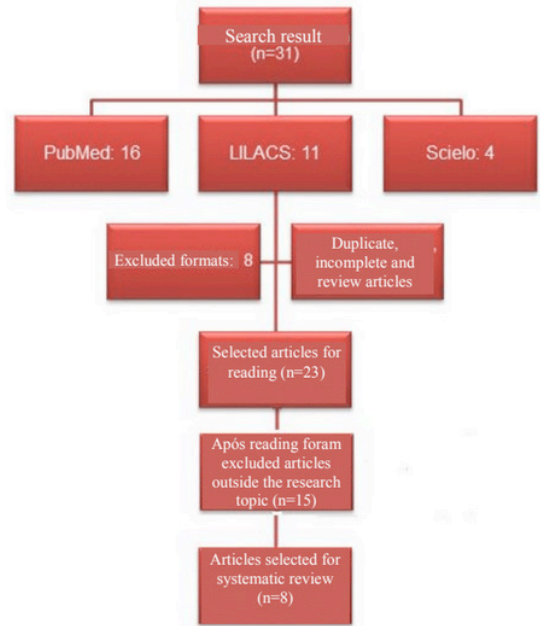 Search result
(n=31)
PubMed: 16
LILACS: 11
Scielo: 4
Excluded formats: 8
Duplicate,
incomplete and
review articles
Selected articles for
reading (n=23)
Após reading foram
excluded articles
outside the research
topic (n=15)
Articles selected for
systematic review
(n=8)